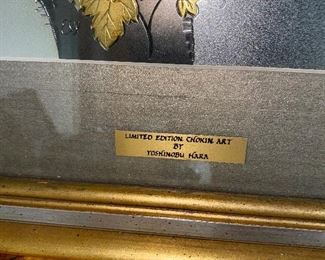 LIMITED EDITION CHOKIN ART
BY
YOSHINOBU HARA